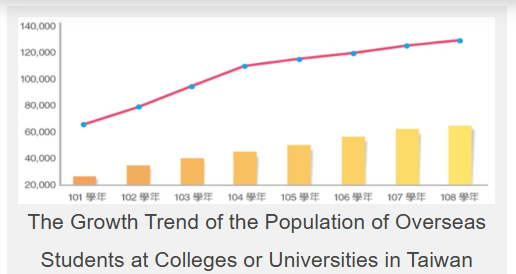 140,000
120,000
100,000
80,000
60,000
40,000
20,000
101 學年 102 學年 103 學年 104 學年 105 學年 106 學年 107 學年 108 學年
The Growth Trend of the Population of Overseas
Students at Colleges or Universities in Taiwan